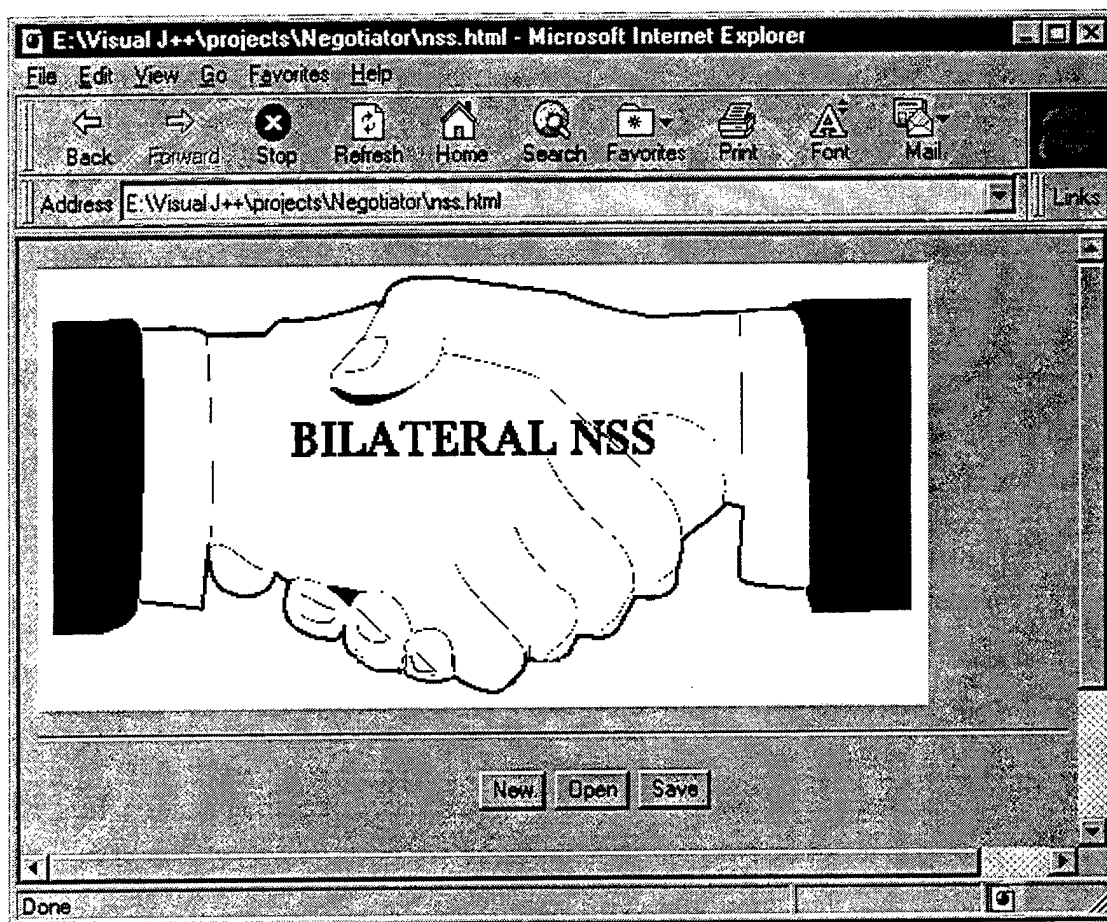 E:\Visual J++\projects\Negotiator\nss.html - Microsoft Internet Explorer
File Edit View Go Favorites Help
Back Forward Stop Refresh Home Search Favorites Print Font Mail
Address E:\Visual J++\projects\Negotiator\nss.html Links
BILATERAL NSS
New Open Save
Done